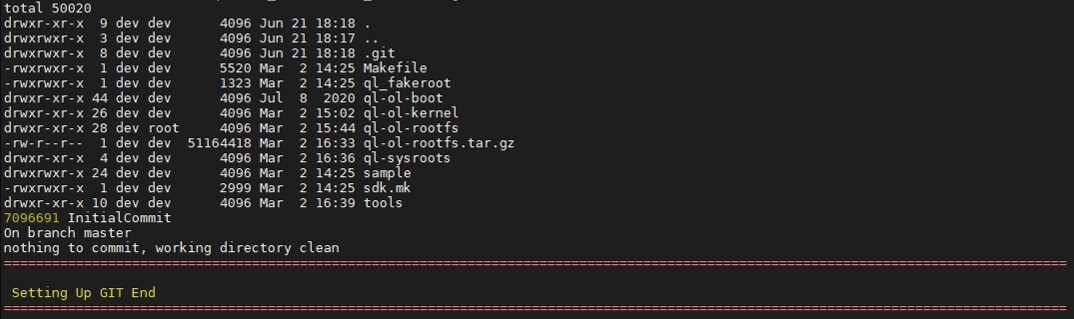 total 50020
drwxr-xr-x  9 dev dev      4096 Jun 21 18:18 .
drwxrwxr-x  3 dev dev      4096 Jun 21 18:17 ..
drwxrwxr-x  8 dev dev      4096 Jun 21 18:18 .git
-rwxrwxr-x  1 dev dev      5520 Mar  2 14:25 Makefile
-rwxrwxr-x  1 dev dev      1323 Mar  2 14:25 ql_fakeroot
drwxr-xr-x 44 dev dev      4096 Jul  8  2020 ql-ol-boot
drwxrwxr-x 26 dev dev      4096 Mar  2 15:02 ql-ol-kernel
drwxr-xr-x 28 dev root     4096 Mar  2 15:44 ql-ol-rootfs
-rw-r--r--  1 dev dev  51164418 Mar  2 16:33 ql-ol-rootfs.tar.gz
drwxr-xr-x  4 dev dev      4096 Mar  2 16:36 ql-sysroots
drwxrwxr-x 24 dev dev      4096 Mar  2 14:25 sample
-rwxrwxr-x  1 dev dev      2999 Mar  2 14:25 sdk.mk
drwxrwxr-x 10 dev dev      4096 Mar  2 16:39 tools
7096691 InitialCommit
On branch master
nothing to commit, working directory clean
=====================================================================================================================================
Setting Up GIT End
=====================================================================================================================================